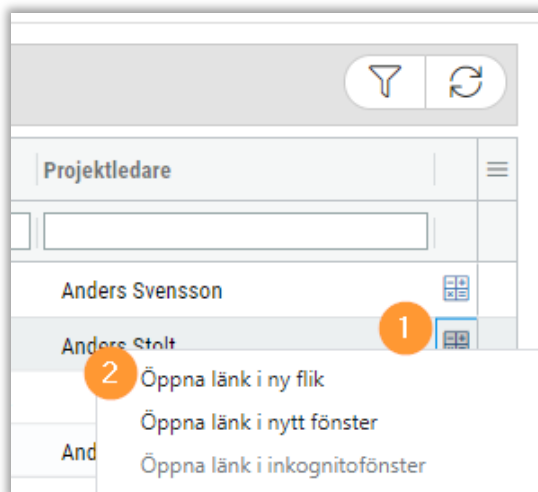 Projektledare
Anders Svensson
1
Anders Stolt
2
Öppna länk i ny flik
Öppna länk i nytt fönster
And
Öppna länk i inkognitofönster